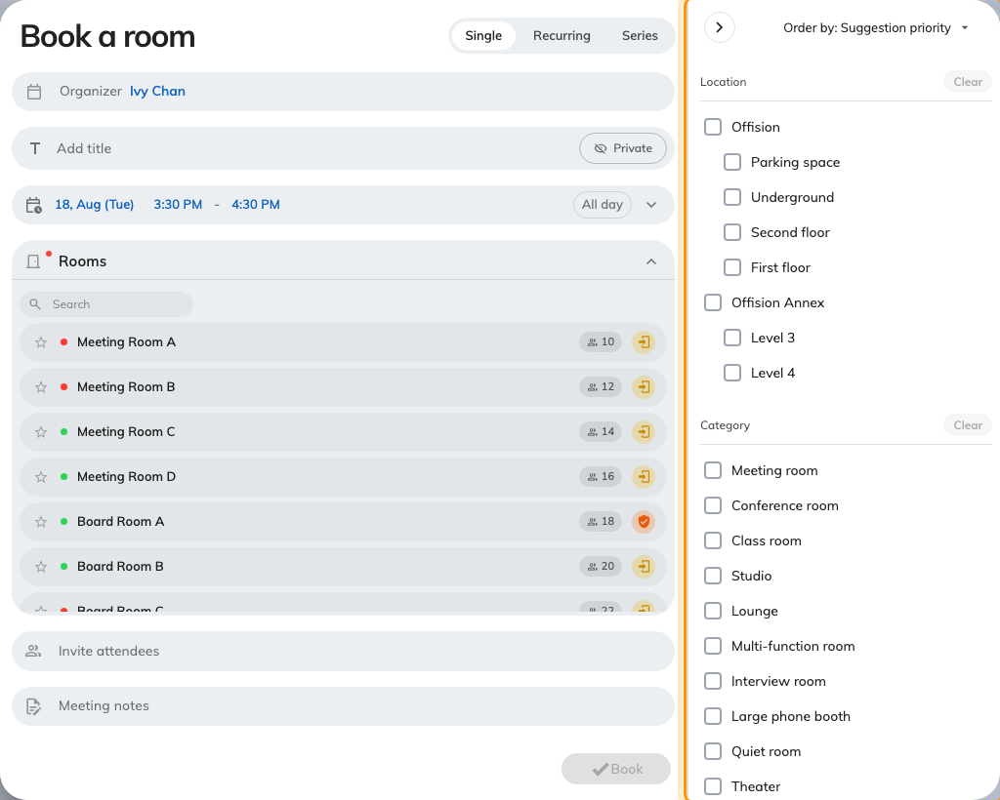 Book a room
Single Recurring Series
Organizer Ivy Chan
Add title Private
18, Aug (Tue) 3:30 PM - 4:30 PM All day
Rooms
Search
Meeting Room A 10
Meeting Room B 12
Meeting Room C 14
Meeting Room D 16
Board Room A 18
Board Room B 20
Board Room C 22
Invite attendees
Meeting notes
Book
Order by: Suggestion priority
Location Clear
Offision
Parking space
Underground
Second floor
First floor
Offision Annex
Level 3
Level 4
Category Clear
Meeting room
Conference room
Class room
Studio
Lounge
Multi-function room
Interview room
Large phone booth
Quiet room
Theater